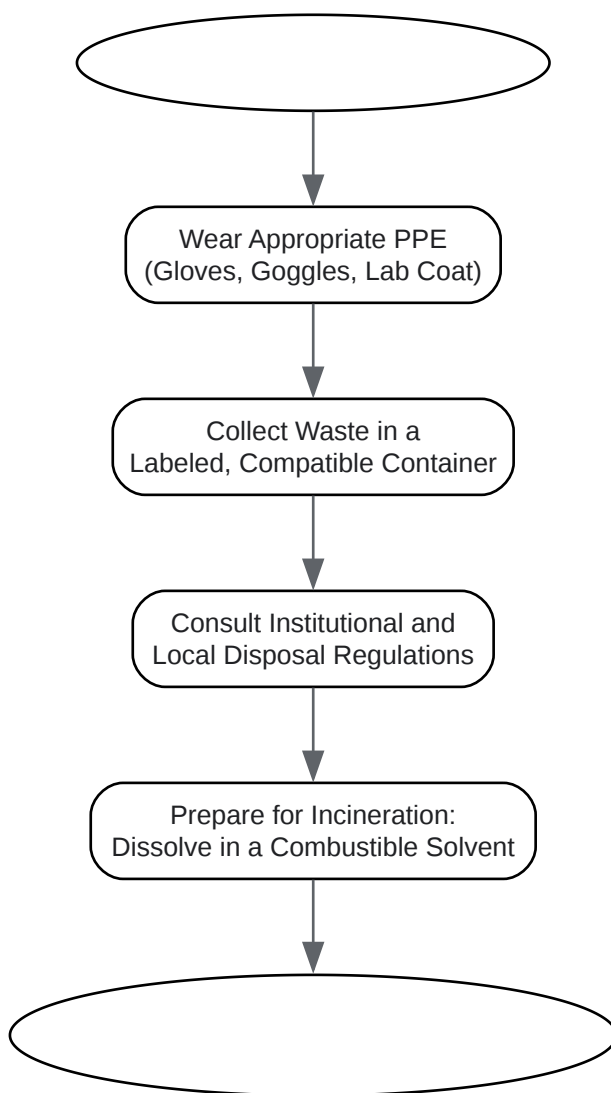 Wear Appropriate PPE
(Gloves, Goggles, Lab Coat)
Collect Waste in a
Labeled, Compatible Container
Consult Institutional and
Local Disposal Regulations
Prepare for Incineration:
Dissolve in a Combustible Solvent